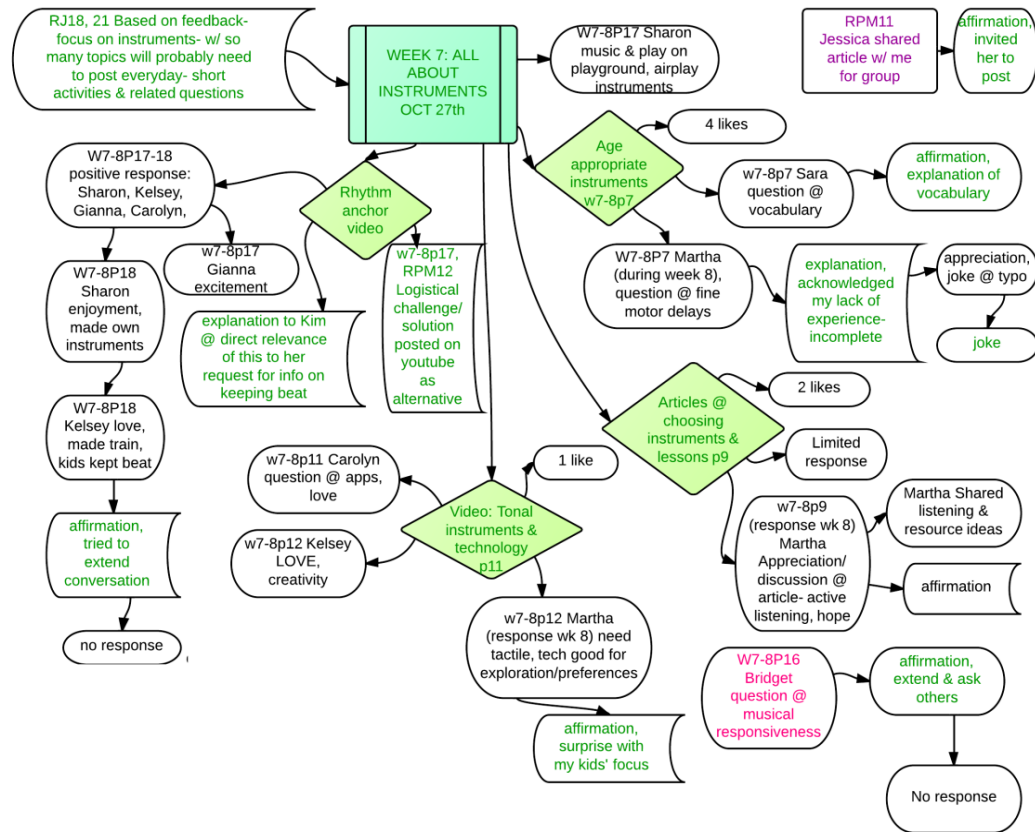 RJ18, 21 Based on feedback-
focus on instruments- w/ so
many topics will probably need
to post everyday- short
activities & related questions
WEEK 7: ALL
ABOUT
INSTRUMENTS
OCT 27th
W7-8P17 Sharon
music & play on
playground, airplay
instruments
RPM11
Jessica shared
article w/ me
for group
affirmation,
invited
her to
post
4 likes
Age
appropriate
instruments
w7-8p7
w7-8p7 Sara
question @
vocabulary
affirmation,
explanation of
vocabulary
W7-8P17-18
positive response:
Sharon, Kelsey,
Gianna, Carolyn,
Rhythm
anchor
video
w7-8p17
Gianna
excitement
w7-8p17,
RPM12
Logistical
challenge/
solution
posted on
youtube
as
alternative
W7-8P7 Martha
(during week 8),
question @ fine
motor delays
explanation,
acknowledged
my lack of
experience-
incomplete
appreciation,
joke @ typo
joke
W7-8P18
Sharon
enjoyment,
made own
instruments
explanation to Kim
@ direct relevance
of this to her
request for info on
keeping beat
W7-8P18
Kelsey love,
made train,
kids kept beat
affirmation,
tried to
extend
conversation
no response
w7-8p11 Carolyn
question @ apps,
love
1 like
Video: Tonal
instruments &
technology
p11
w7-8p12 Kelsey
LOVE,
creativity
w7-8p12 Martha
(response wk 8) need
tactile, tech good for
exploration/preferences
affirmation,
surprise with
my kids' focus
Articles @
choosing
instruments &
lessons p9
2 likes
Limited
response
w7-8p9
(response wk 8)
Martha
Appreciation/
discussion @
article- active
listening, hope
Martha Shared
listening &
resource ideas
affirmation
W7-8P16
Bridget
question @
musical
responsiveness
affirmation,
extend & ask
others
No response